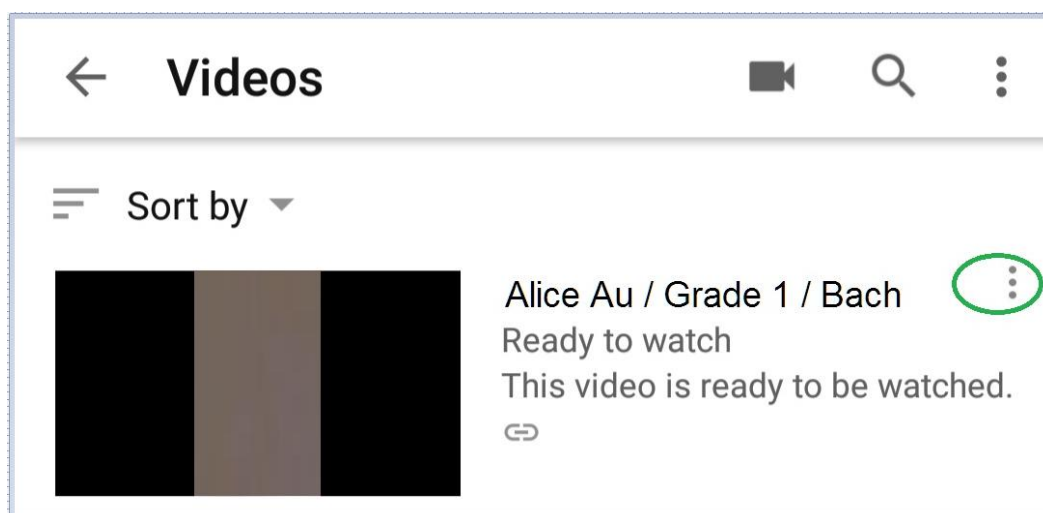 Videos
Sort by
Alice Au / Grade 1 / Bach
Ready to watch
This video is ready to be watched.